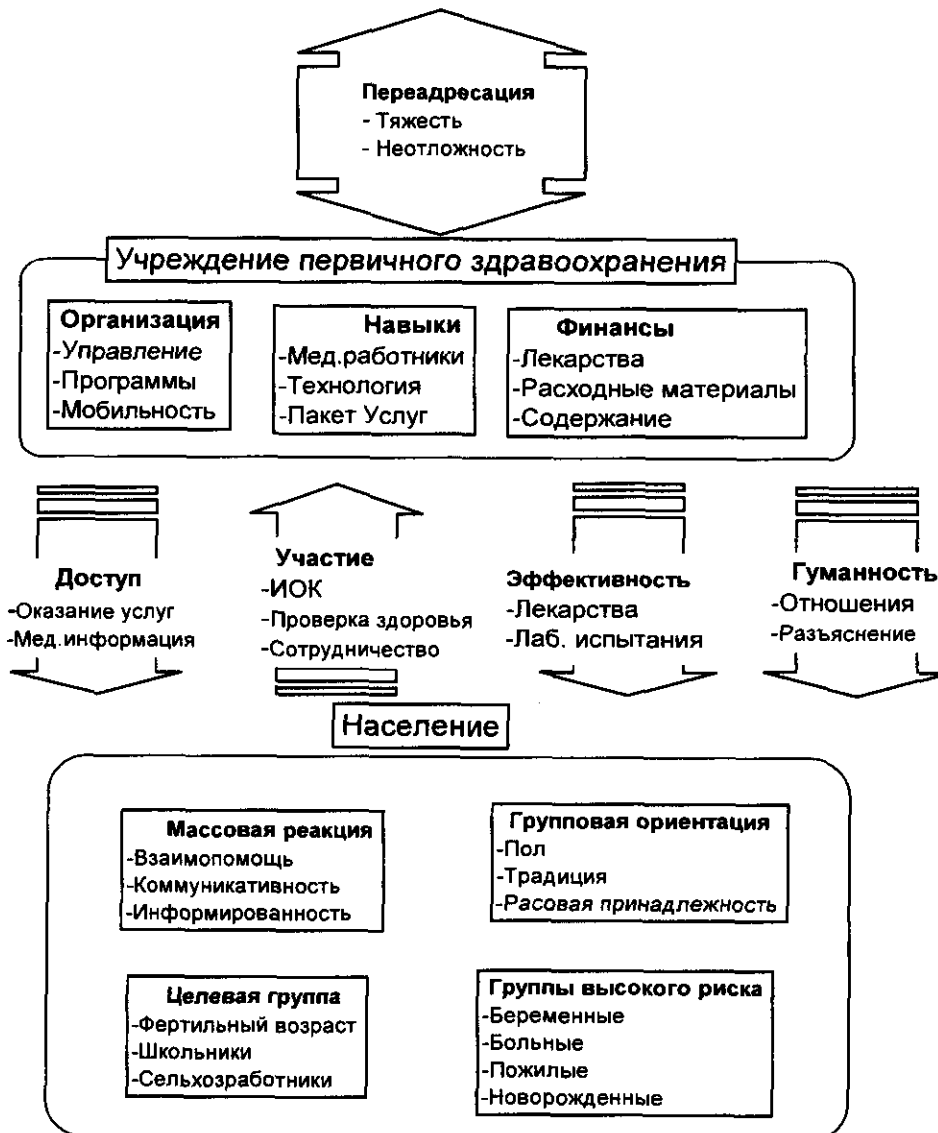 Переадресация
- Тяжесть
- Неотложность
Учреждение первичного здравоохранения
Организация
-Управление
-Программы
-Мобильность
Навыки
-Мед.работники
-Технология
-Пакет Услуг
Финансы
-Лекарства
-Расходные материалы
-Содержание
Доступ
-Оказание услуг
-Мед.информация
Участие
-ИОК
-Проверка здоровья
-Сотрудничество
Эффективность
-Лекарства
-Лаб. испытания
Гуманность
-Отношения
-Разъяснение
Население
Массовая реакция
-Взаимопомощь
-Коммуникативность
-Информированность
Групповая ориентация
-Пол
-Традиция
-Расовая принадлежность
Целевая группа
-Фертильный возраст
-Школьники
-Сельхозработники
Группы высокого риска
-Беременные
-Больные
-Пожилые
-Новорожденные